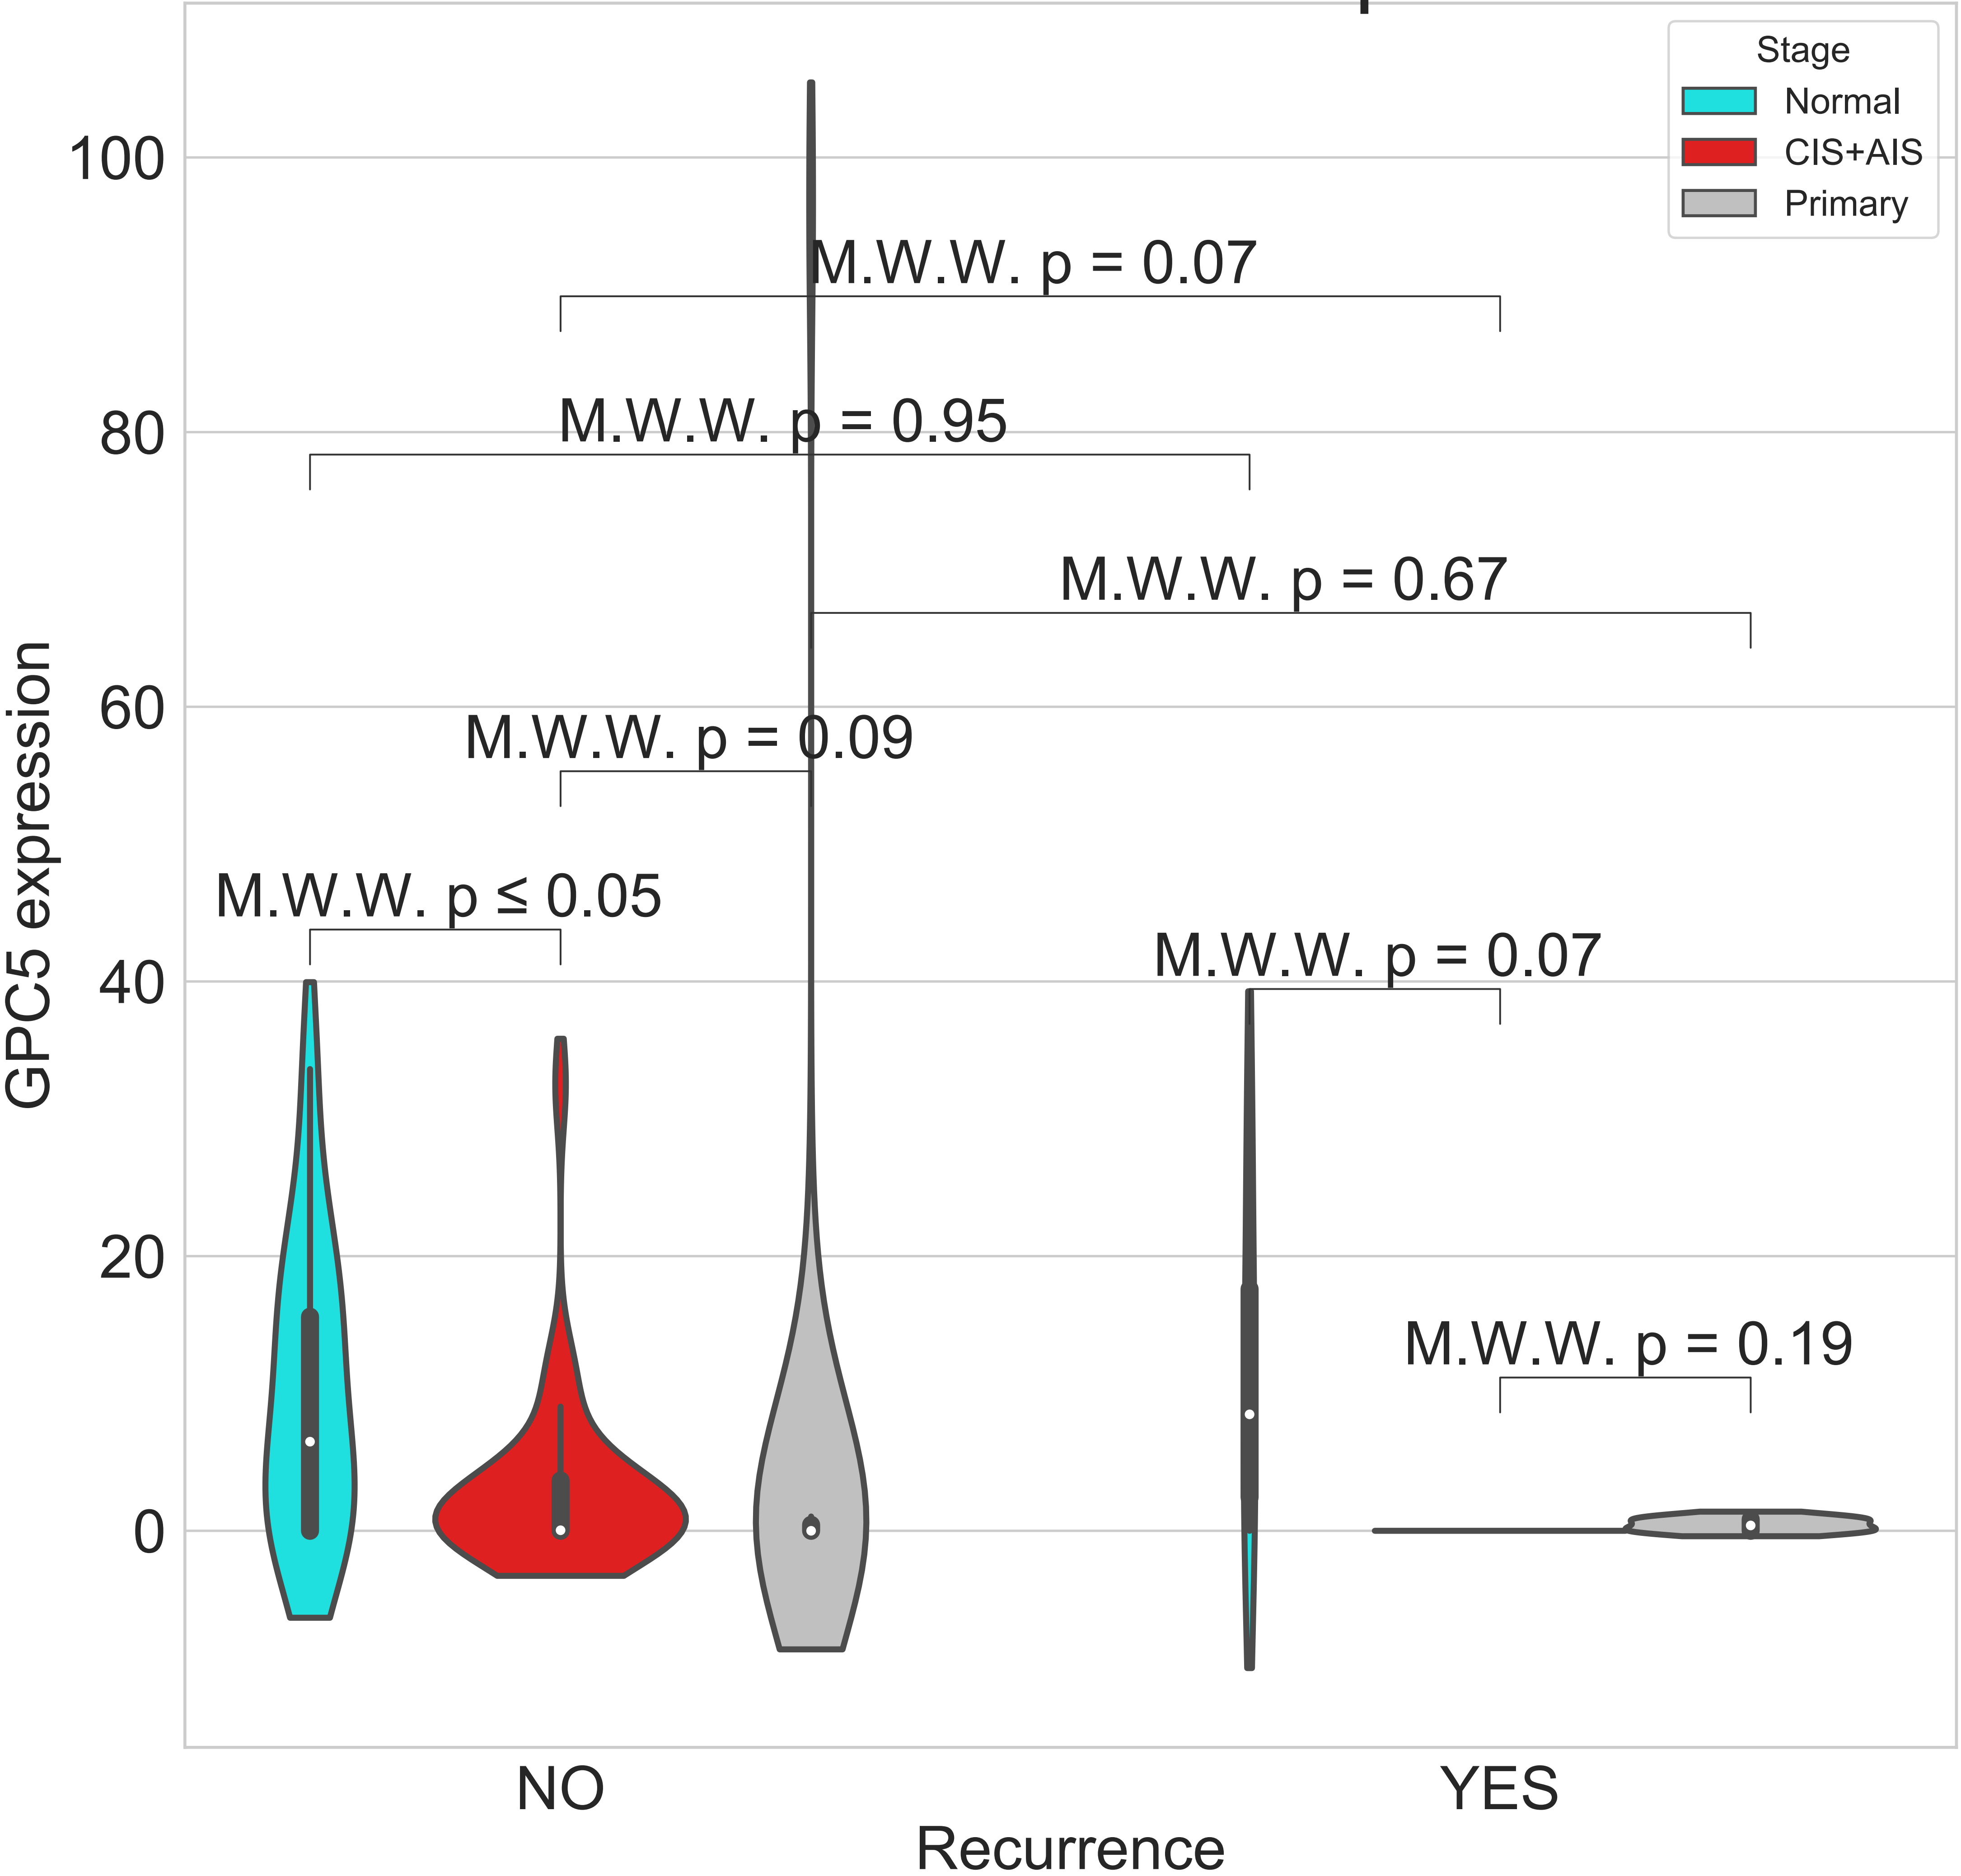 Stage
Normal
CIS+AIS
Primary
100
80
60
40
20
0
GPC5 expression
M.W.W. p = 0.07
M.W.W. p = 0.95
M.W.W. p = 0.67
M.W.W. p = 0.09
M.W.W. p ≤ 0.05
M.W.W. p = 0.07
M.W.W. p = 0.19
NO
YES
Recurrence